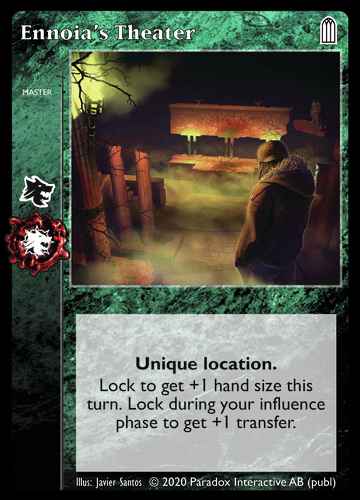 Ennoia's Theater
MASTER
Unique location.
Lock to get +1 hand size this
turn. Lock during your influence
phase to get +1 transfer.
Illus: Javier Santos © 2020 Paradox Interactive AB (publ)